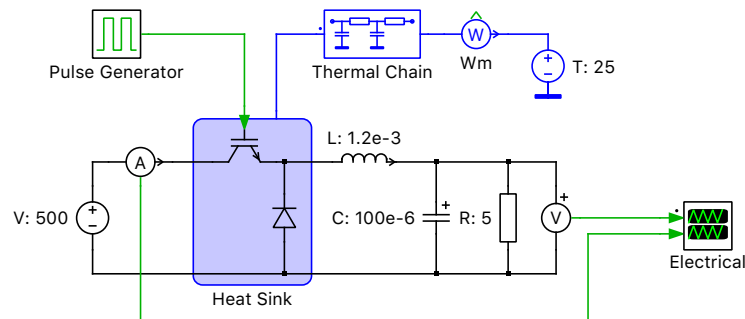 Pulse Generator
Thermal Chain
W
Wm
T: 25
L: 1.2e-3
A
V: 500
C: 100e-6
R: 5
V
Electrical
Heat Sink